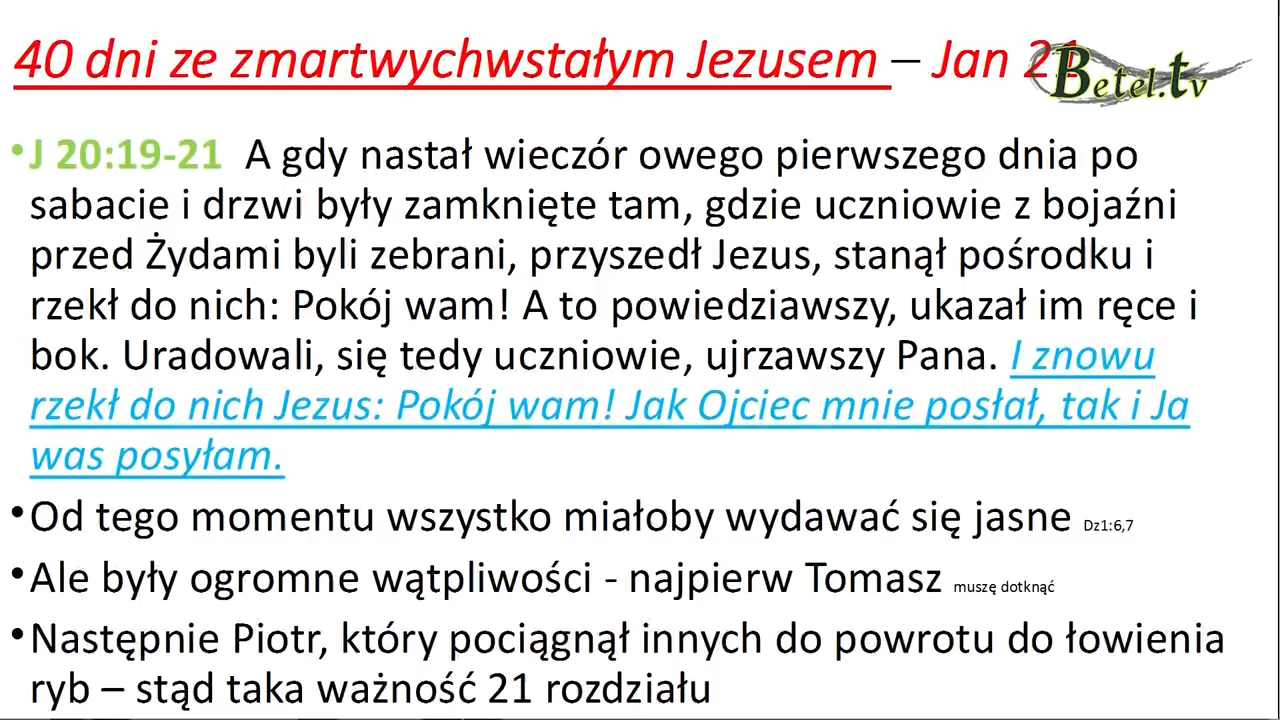 40 dni ze zmartwychwstałym Jezusem – Jan 21
Betel.tv
•J 20:19-21 A gdy nastał wieczór owego pierwszego dnia po
sabacie i drzwi były zamknięte tam, gdzie uczniowie z bojaźni
przed Żydami byli zebrani, przyszedł Jezus, stanął pośrodku i
rzekł do nich: Pokój wam! A to powiedziawszy, ukazał im ręce i
bok. Uradowali, się tedy uczniowie, ujrzawszy Pana. I znowu
rzekł do nich Jezus: Pokój wam! Jak Ojciec mnie posłał, tak i Ja
was posyłam.
•Od tego momentu wszystko miałoby wydawać się jasne Dz1:6,7
•Ale były ogromne wątpliwości - najpierw Tomasz muszę dotknąć
•Następnie Piotr, który pociągnął innych do powrotu do łowienia
ryb – stąd taka ważność 21 rozdziału